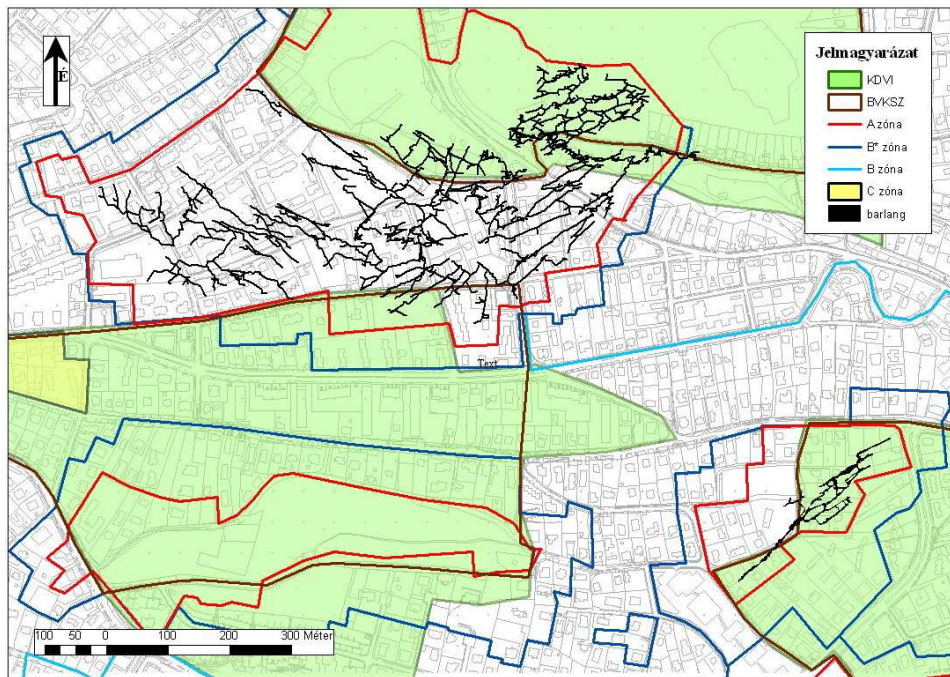 É
Jelmagyarázat
KDVI
BVKSZ
A zóna
B* zóna
B zóna
C zóna
barlang
Text
100 50 0 100 200 300 Méter